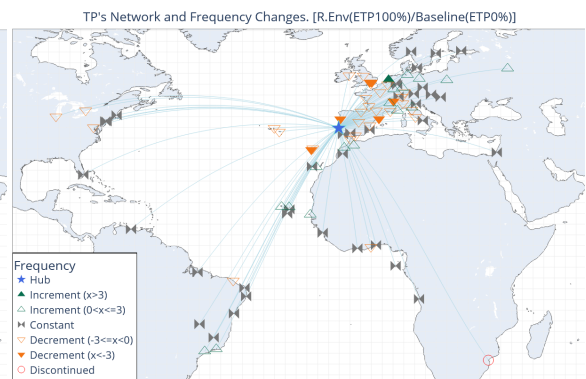 TP's Network and Frequency Changes. [R.Env(ETP100%)/Baseline(ETP0%)]
Frequency
Hub
Increment (x>3)
Increment (0<x<=3)
Constant
Decrement (-3<=x<0)
Decrement (x<-3)
Discontinued